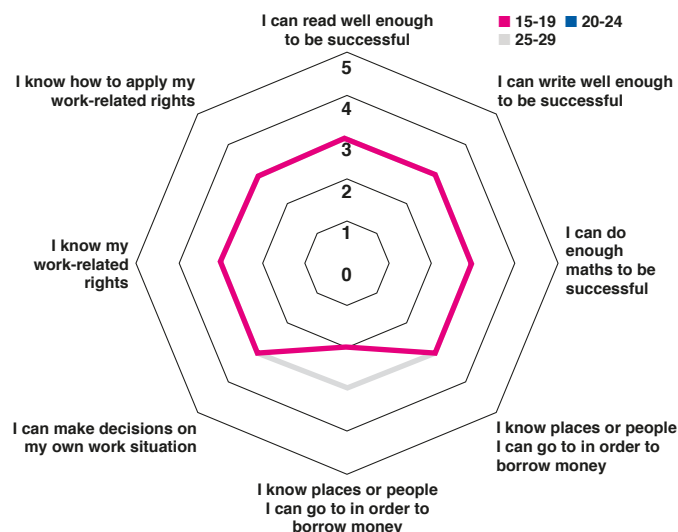 I can read well enough
to be successful
15-19 20-24
25-29
I know how to apply my
work-related rights
I can write well enough
to be successful
5
4
3
2
1
0
I know my
work-related
rights
I can do
enough
maths to be
successful
I can make decisions on
my own work situation
I know places or people
I can go to in order to
borrow money
I know places or people
I can go to in order to
borrow money